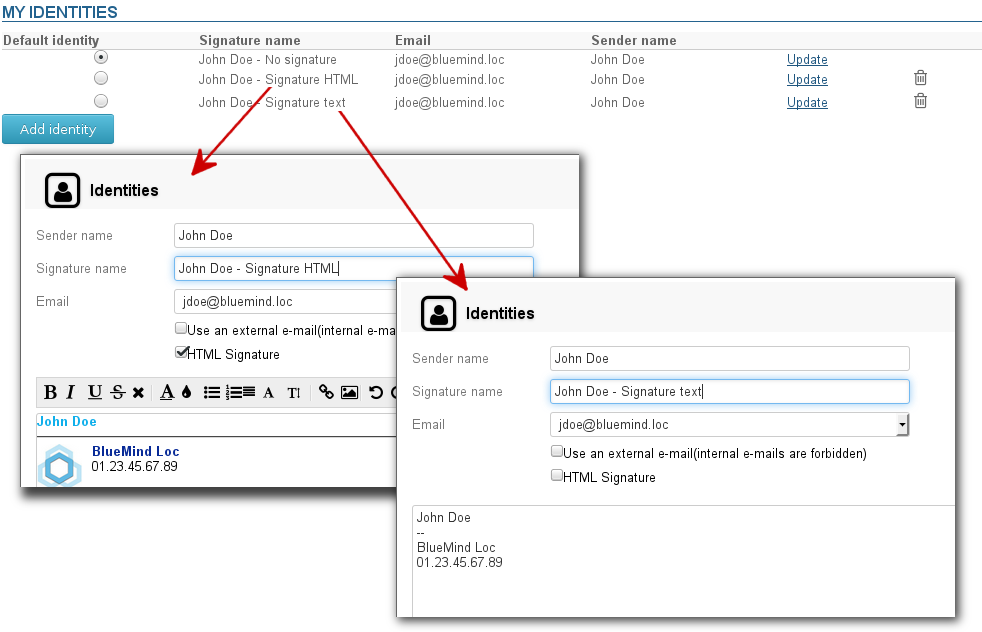 MY IDENTITIES
Default identity Signature name Email Sender name
John Doe - No signature jdoe@bluemind.loc John Doe Update
John Doe - Signature HTML jdoe@bluemind.loc John Doe Update
John Doe - Signature text jdoe@bluemind.loc John Doe Update
Add identity
Identities
Sender name John Doe
Signature name John Doe - Signature HTML
Email jdoe@bluemind.loc
Use an external e-mail(internal e-ma
HTML Signature
B I U S A A T!
John Doe
BlueMind Loc
01.23.45.67.89
Identities
Sender name John Doe
Signature name John Doe - Signature text
Email jdoe@bluemind.loc
Use an external e-mail(internal e-mails are forbidden)
HTML Signature
John Doe
--
BlueMind Loc
01.23.45.67.89